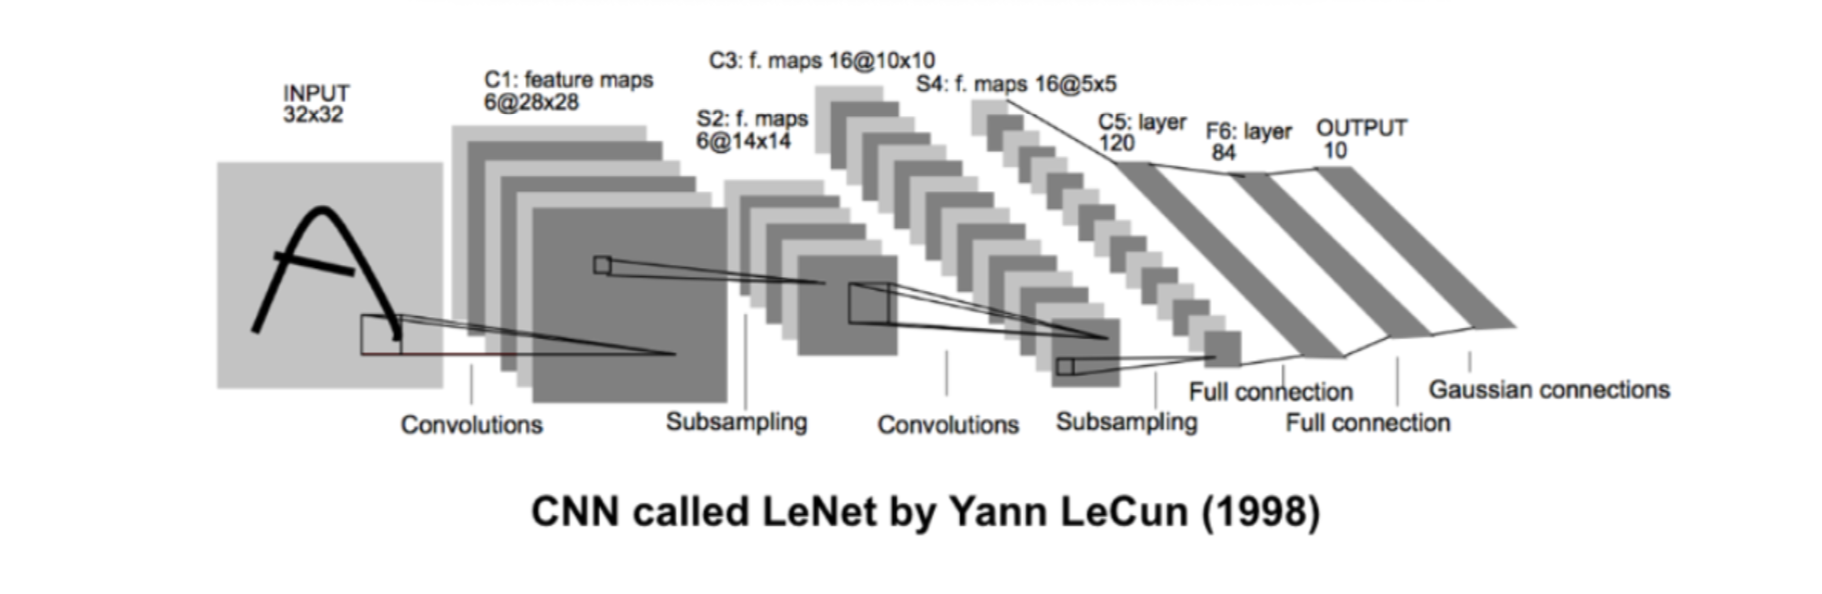 INPUT
32x32
C1: feature maps
6@28x28
S2: f. maps
6@14x14
C3: f. maps 16@10x10
S4: f. maps 16@5x5
C5: layer
120
F6: layer
84
OUTPUT
10
Convolutions
Subsampling
Convolutions
Subsampling
Full connection
Full connection
Gaussian connections
CNN called LeNet by Yann LeCun (1998)